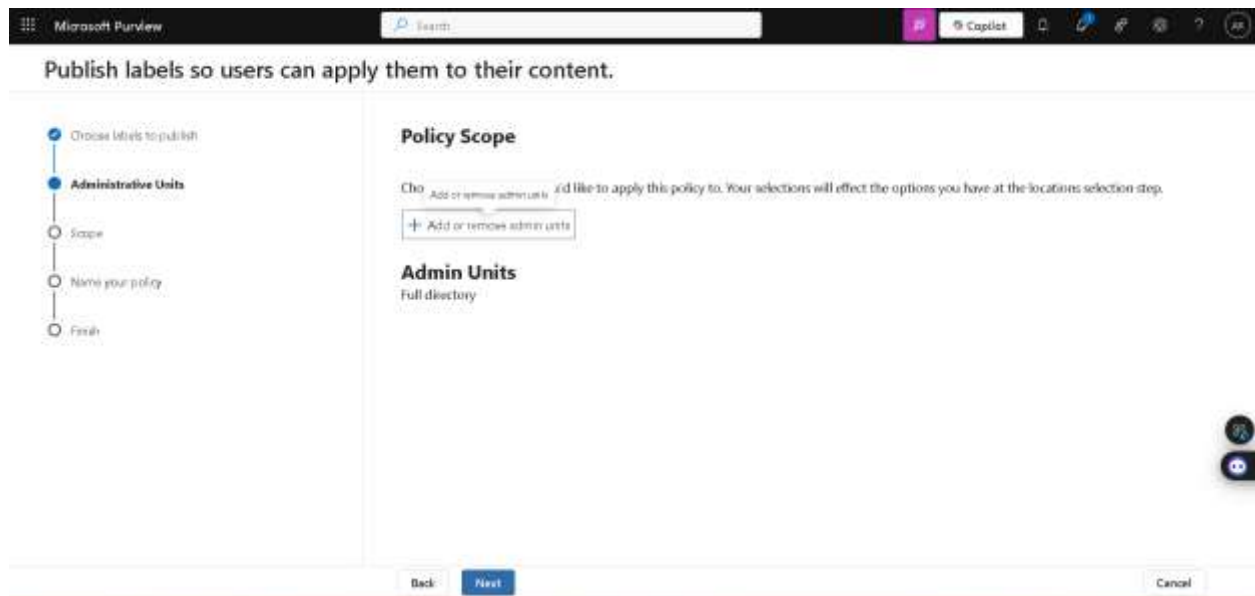 Microsoft Purview
Search
Copilot
?
AK
Publish labels so users can apply them to their content.
Choose labels to publish
Administrative Units
Scope
Name your policy
Finish
Policy Scope
Cho
Add or remove admin units
d like to apply this policy to. Your selections will effect the options you have at the locations selection step.
+ Add or remove admin units
Admin Units
Full directory
Back
Next
Cancel